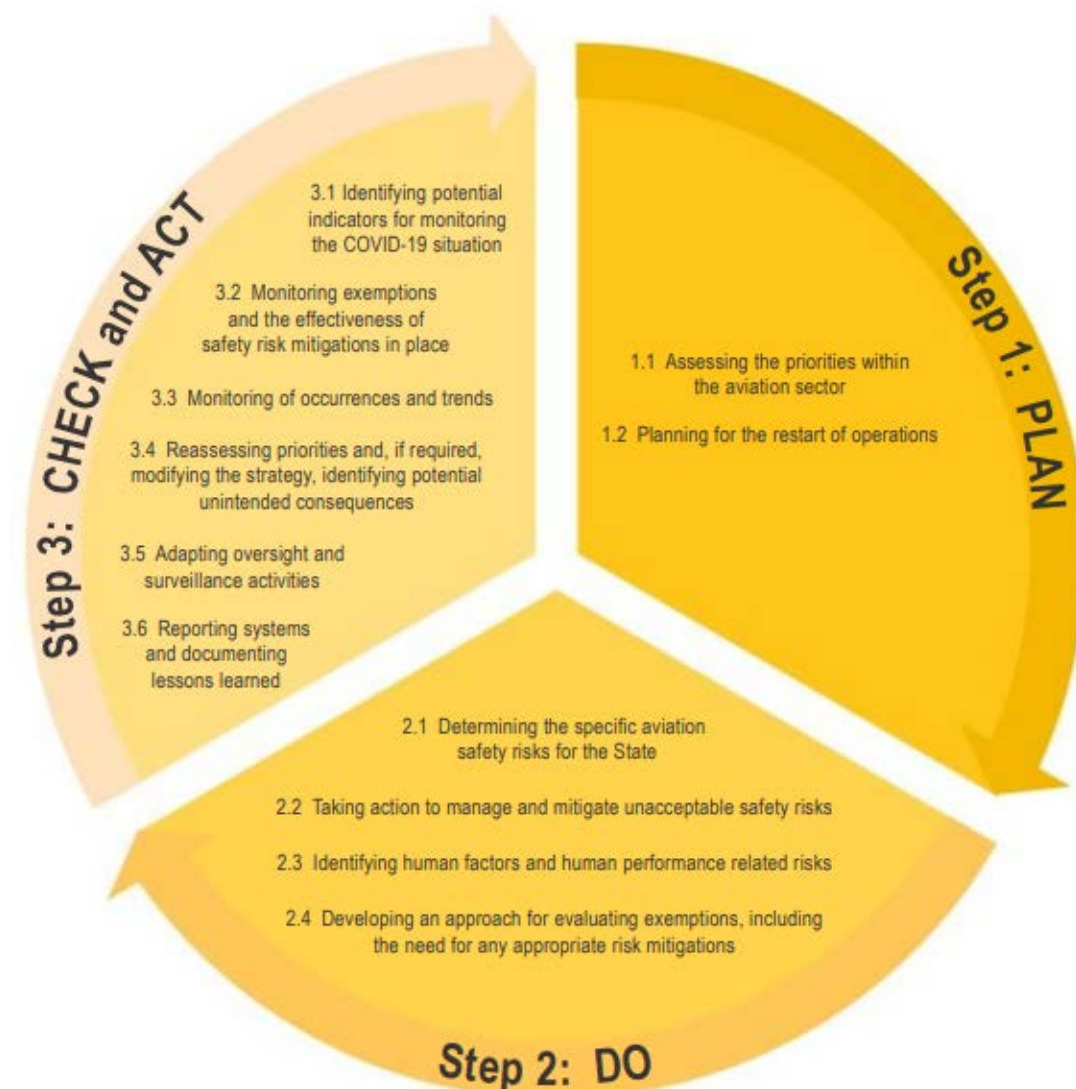 Step 1: PLAN
1.1 Assessing the priorities within
the aviation sector
1.2 Planning for the restart of operations
Step 2: DO
2.1 Determining the specific aviation
safety risks for the State
2.2 Taking action to manage and mitigate unacceptable safety risks
2.3 Identifying human factors and human performance related risks
2.4 Developing an approach for evaluating exemptions, including
the need for any appropriate risk mitigations
Step 3: CHECK and ACT
3.1 Identifying potential
indicators for monitoring
the COVID-19 situation
3.2 Monitoring exemptions
and the effectiveness of
safety risk mitigations in place
3.3 Monitoring of occurrences and trends
3.4 Reassessing priorities and, if required,
modifying the strategy, identifying potential
unintended consequences
3.5 Adapting oversight and
surveillance activities
3.6 Reporting systems
and documenting
lessons learned